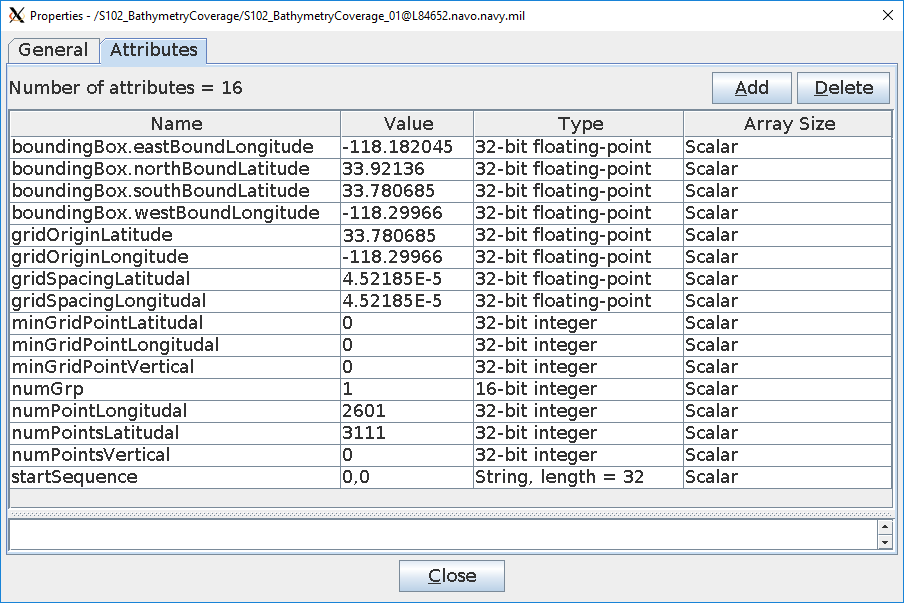 Properties - /S102_BathymetryCoverage/S102_BathymetryCoverage_01@L84652.navo.navy.mil
General Attributes
Number of attributes = 16 Add Delete
Name Value Type Array Size
boundingBox.eastBoundLongitude -118.182045 32-bit floating-point Scalar
boundingBox.northBoundLatitude 33.92136 32-bit floating-point Scalar
boundingBox.southBoundLatitude 33.780685 32-bit floating-point Scalar
boundingBox.westBoundLongitude -118.29966 32-bit floating-point Scalar
gridOriginLatitude 33.780685 32-bit floating-point Scalar
gridOriginLongitude -118.29966 32-bit floating-point Scalar
gridSpacingLatitudal 4.52185E-5 32-bit floating-point Scalar
gridSpacingLongitudal 4.52185E-5 32-bit floating-point Scalar
minGridPointLatitudal 0 32-bit integer Scalar
minGridPointLongitudal 0 32-bit integer Scalar
minGridPointVertical 0 32-bit integer Scalar
numGrp 1 16-bit integer Scalar
numPointLongitudal 2601 32-bit integer Scalar
numPointsLatitudal 3111 32-bit integer Scalar
numPointsVertical 0 32-bit integer Scalar
startSequence 0,0 String, length = 32 Scalar
Close